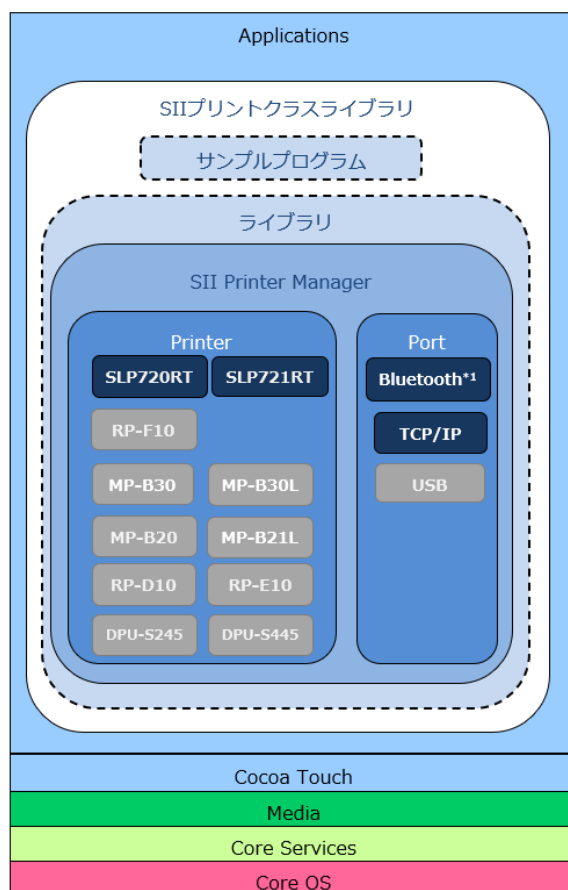 Applications
SIIプリントクラスライブラリ
サンプルプログラム
ライブラリ
SII Printer Manager
Printer
SLP720RT
SLP721RT
RP-F10
MP-B30
MP-B30L
MP-B20
MP-B21L
RP-D10
RP-E10
DPU-S245
DPU-S445
Port
Bluetooth*1
TCP/IP
USB
Cocoa Touch
Media
Core Services
Core OS